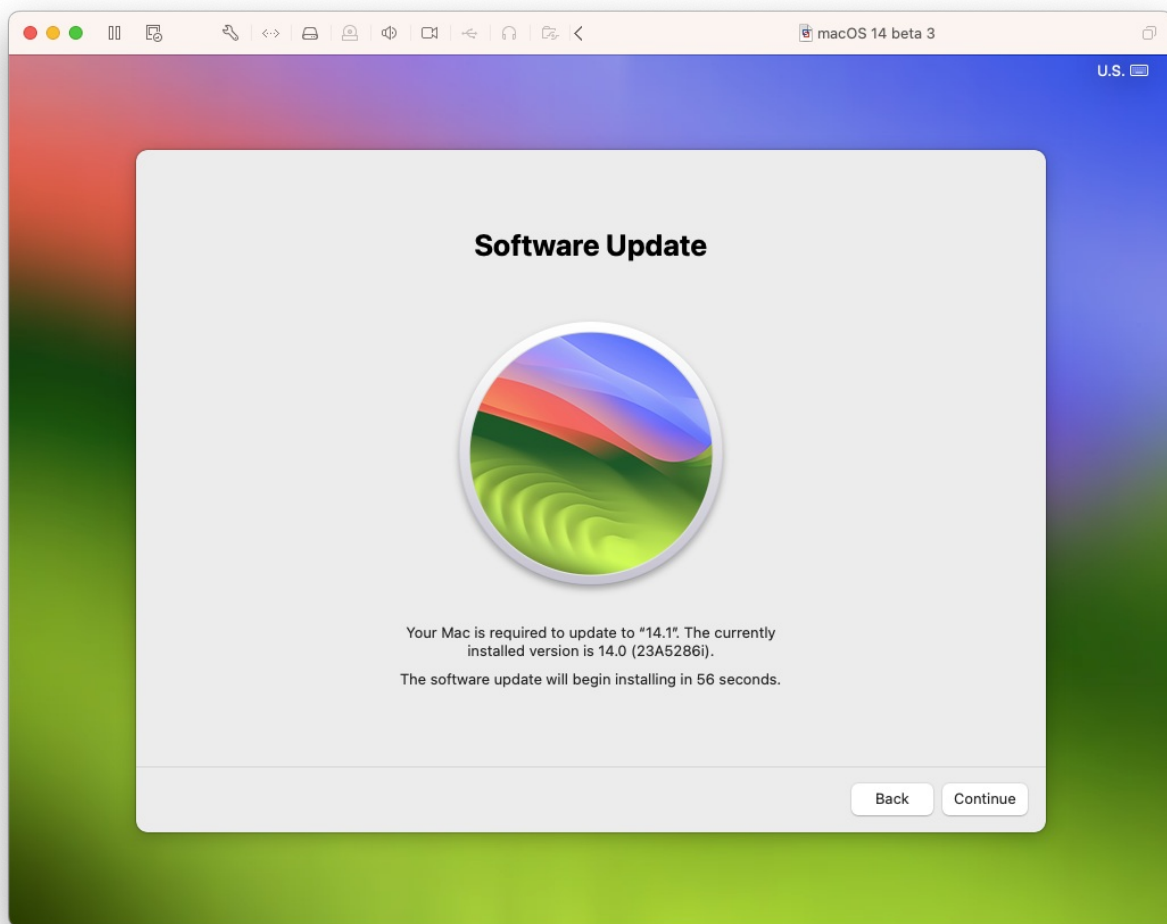 macOS 14 beta 3
U.S.
Software Update
Your Mac is required to update to “14.1”. The currently
installed version is 14.0 (23A5286i).
The software update will begin installing in 56 seconds.
Back
Continue